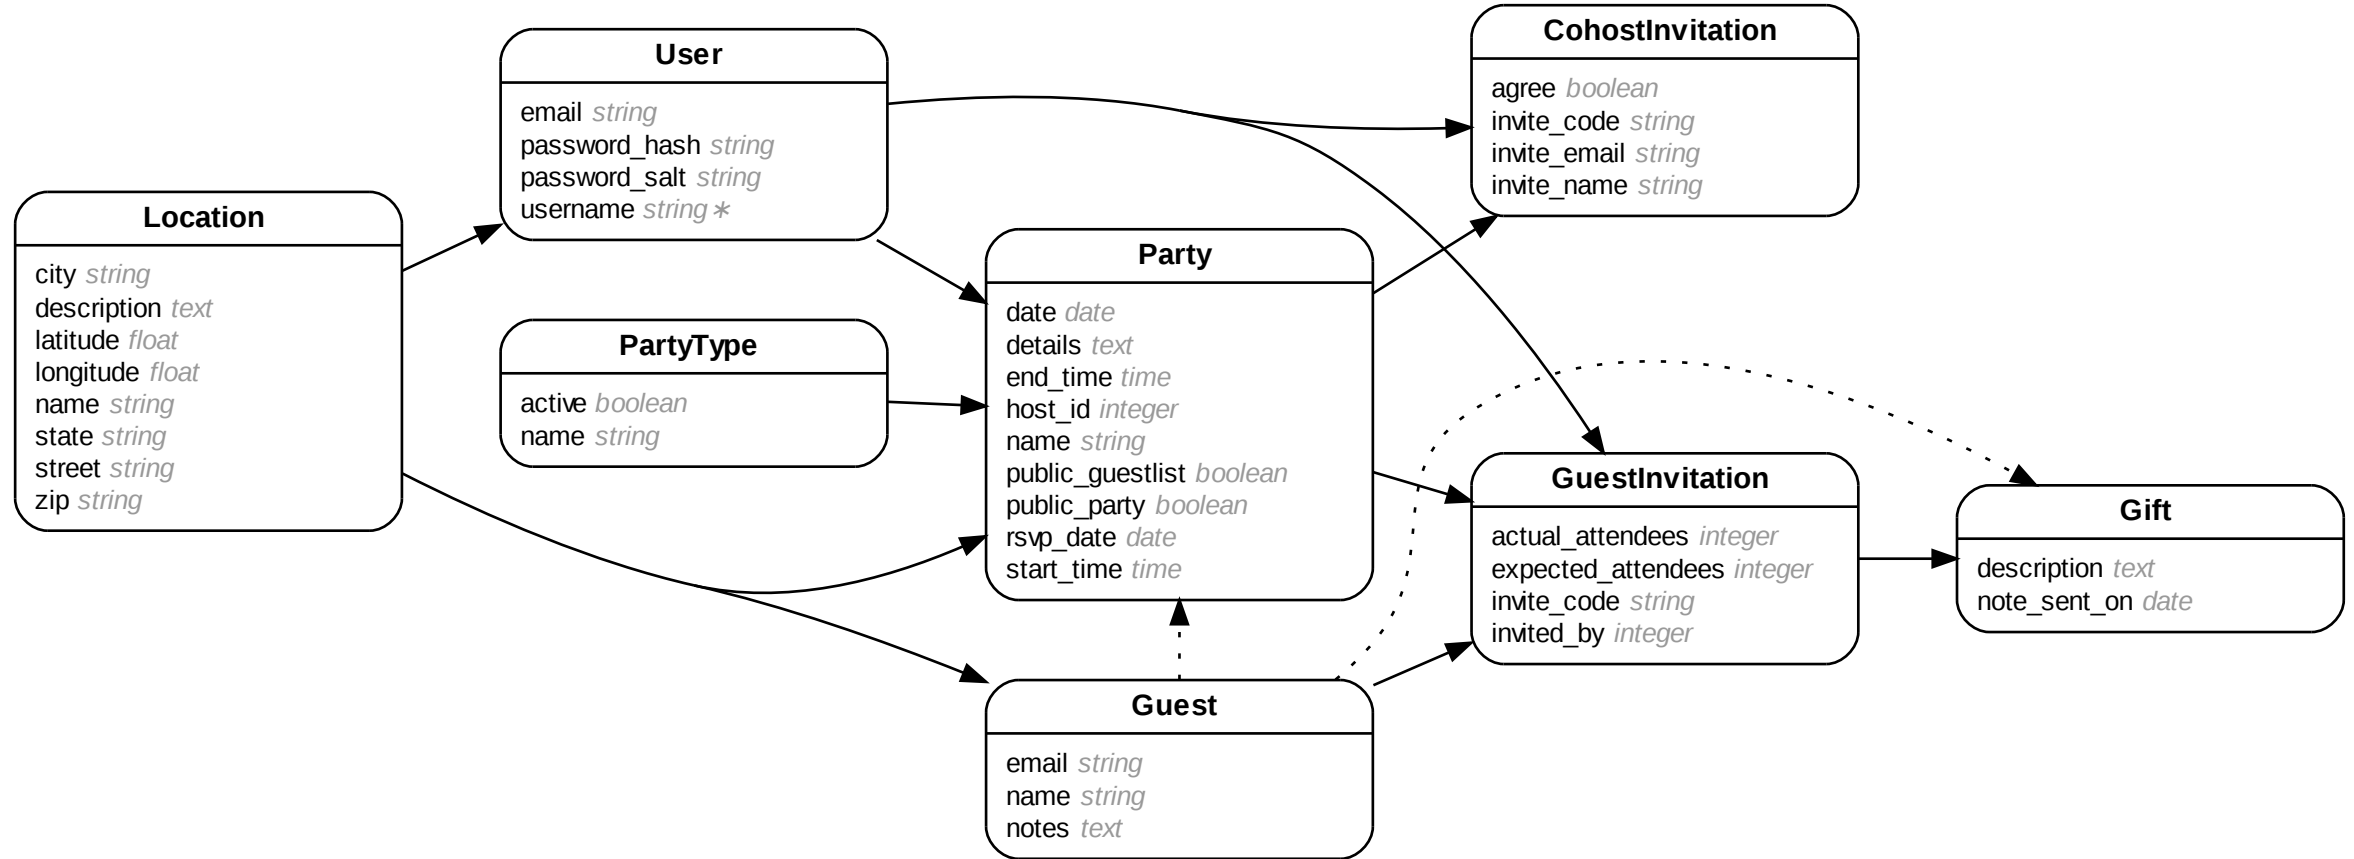 Location
city string
description text
latitude float
longitude float
name string
state string
street string
zip string
User
email string
password_hash string
password_salt string
username string∗
PartyType
active boolean
name string
Party
date date
details text
end_time time
host_id integer
name string
public_guestlist boolean
public_party boolean
rsvp_date date
start_time time
Guest
email string
name string
notes text
CohostInvitation
agree boolean
invite_code string
invite_email string
invite_name string
GuestInvitation
actual_attendees integer
expected_attendees integer
invite_code string
invited_by integer
Gift
description text
note_sent_on date